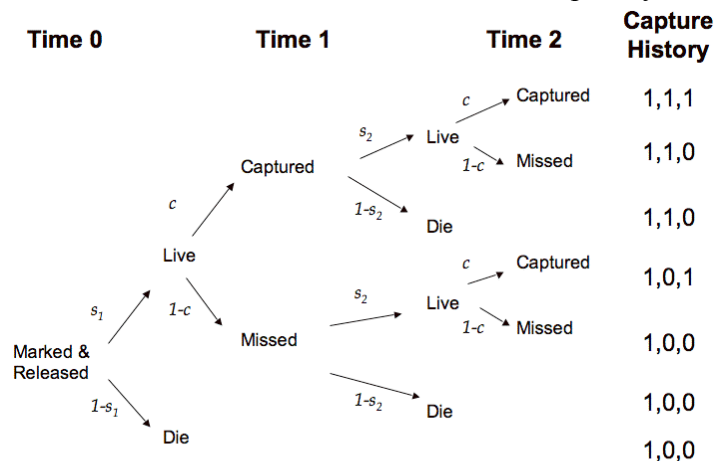 Time 0 Time 1 Time 2 Capture
History
c Captured 1,1,1
s2 Live
1-c Missed 1,1,0
Captured
c 1-s2 Die 1,1,0
Live
c Captured 1,0,1
s1 1-c s2 Live
1-c Missed 1,0,0
Missed
Marked &
Released
1-s1 1-s2 Die 1,0,0
Die 1,0,0